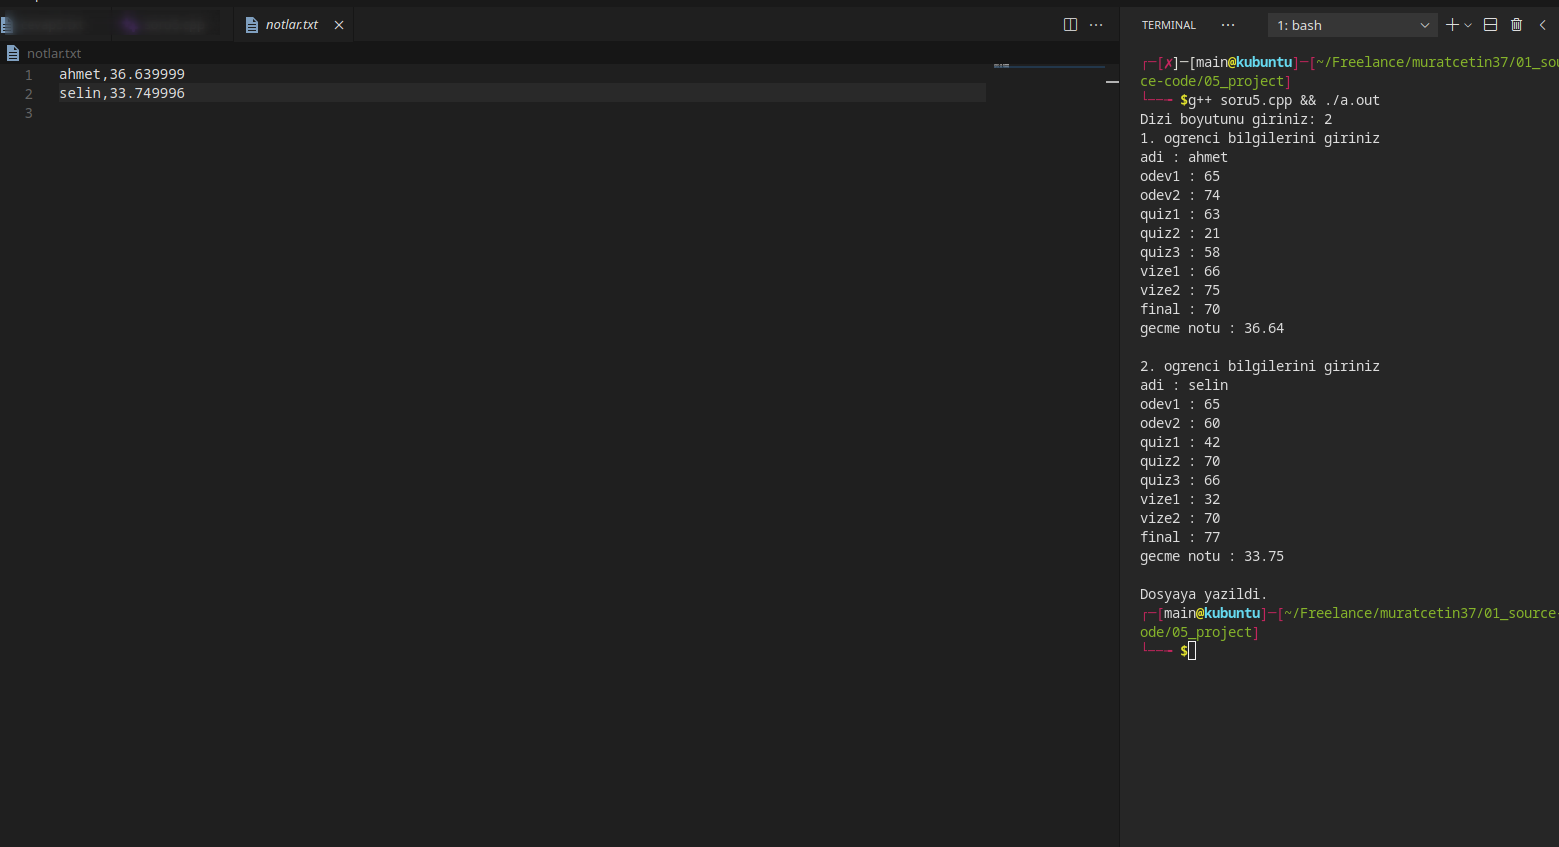 notlar.txt
notlar.txt
1 ahmet,36.639999
2 selin,33.749996
3
TERMINAL ··· 1: bash
┌─[✗]─[main@kubuntu]─[~/Freelance/muratcetin37/01_sou
ce-code/05_project]
└──╼ $g++ soru5.cpp && ./a.out
Dizi boyutunu giriniz: 2
1. ogrenci bilgilerini giriniz
adi : ahmet
odev1 : 65
odev2 : 74
quiz1 : 63
quiz2 : 21
quiz3 : 58
vize1 : 66
vize2 : 75
final : 70
gecme notu : 36.64
2. ogrenci bilgilerini giriniz
adi : selin
odev1 : 65
odev2 : 60
quiz1 : 42
quiz2 : 70
quiz3 : 66
vize1 : 32
vize2 : 70
final : 77
gecme notu : 33.75
Dosyaya yazildi.
┌─[main@kubuntu]─[~/Freelance/muratcetin37/01_source-
ode/05_project]
└──╼ $